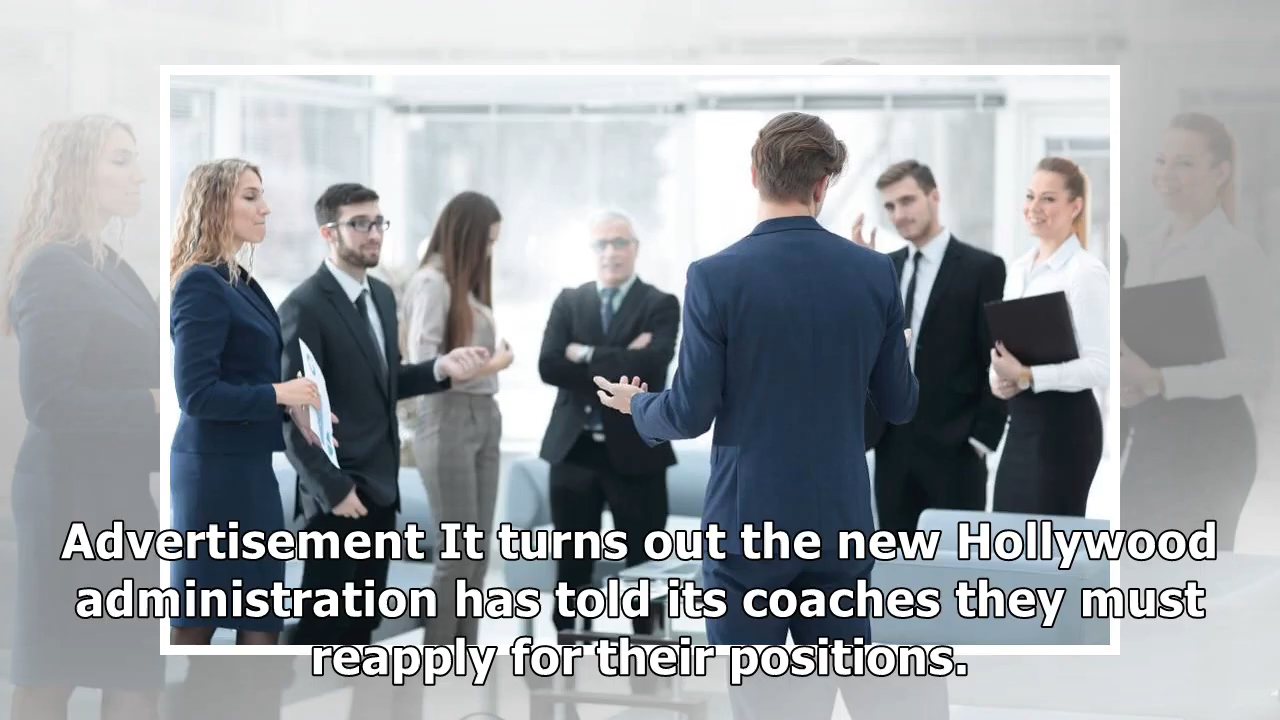 Advertisement It turns out the new Hollywood
administration has told its coaches they must
reapply for their positions.